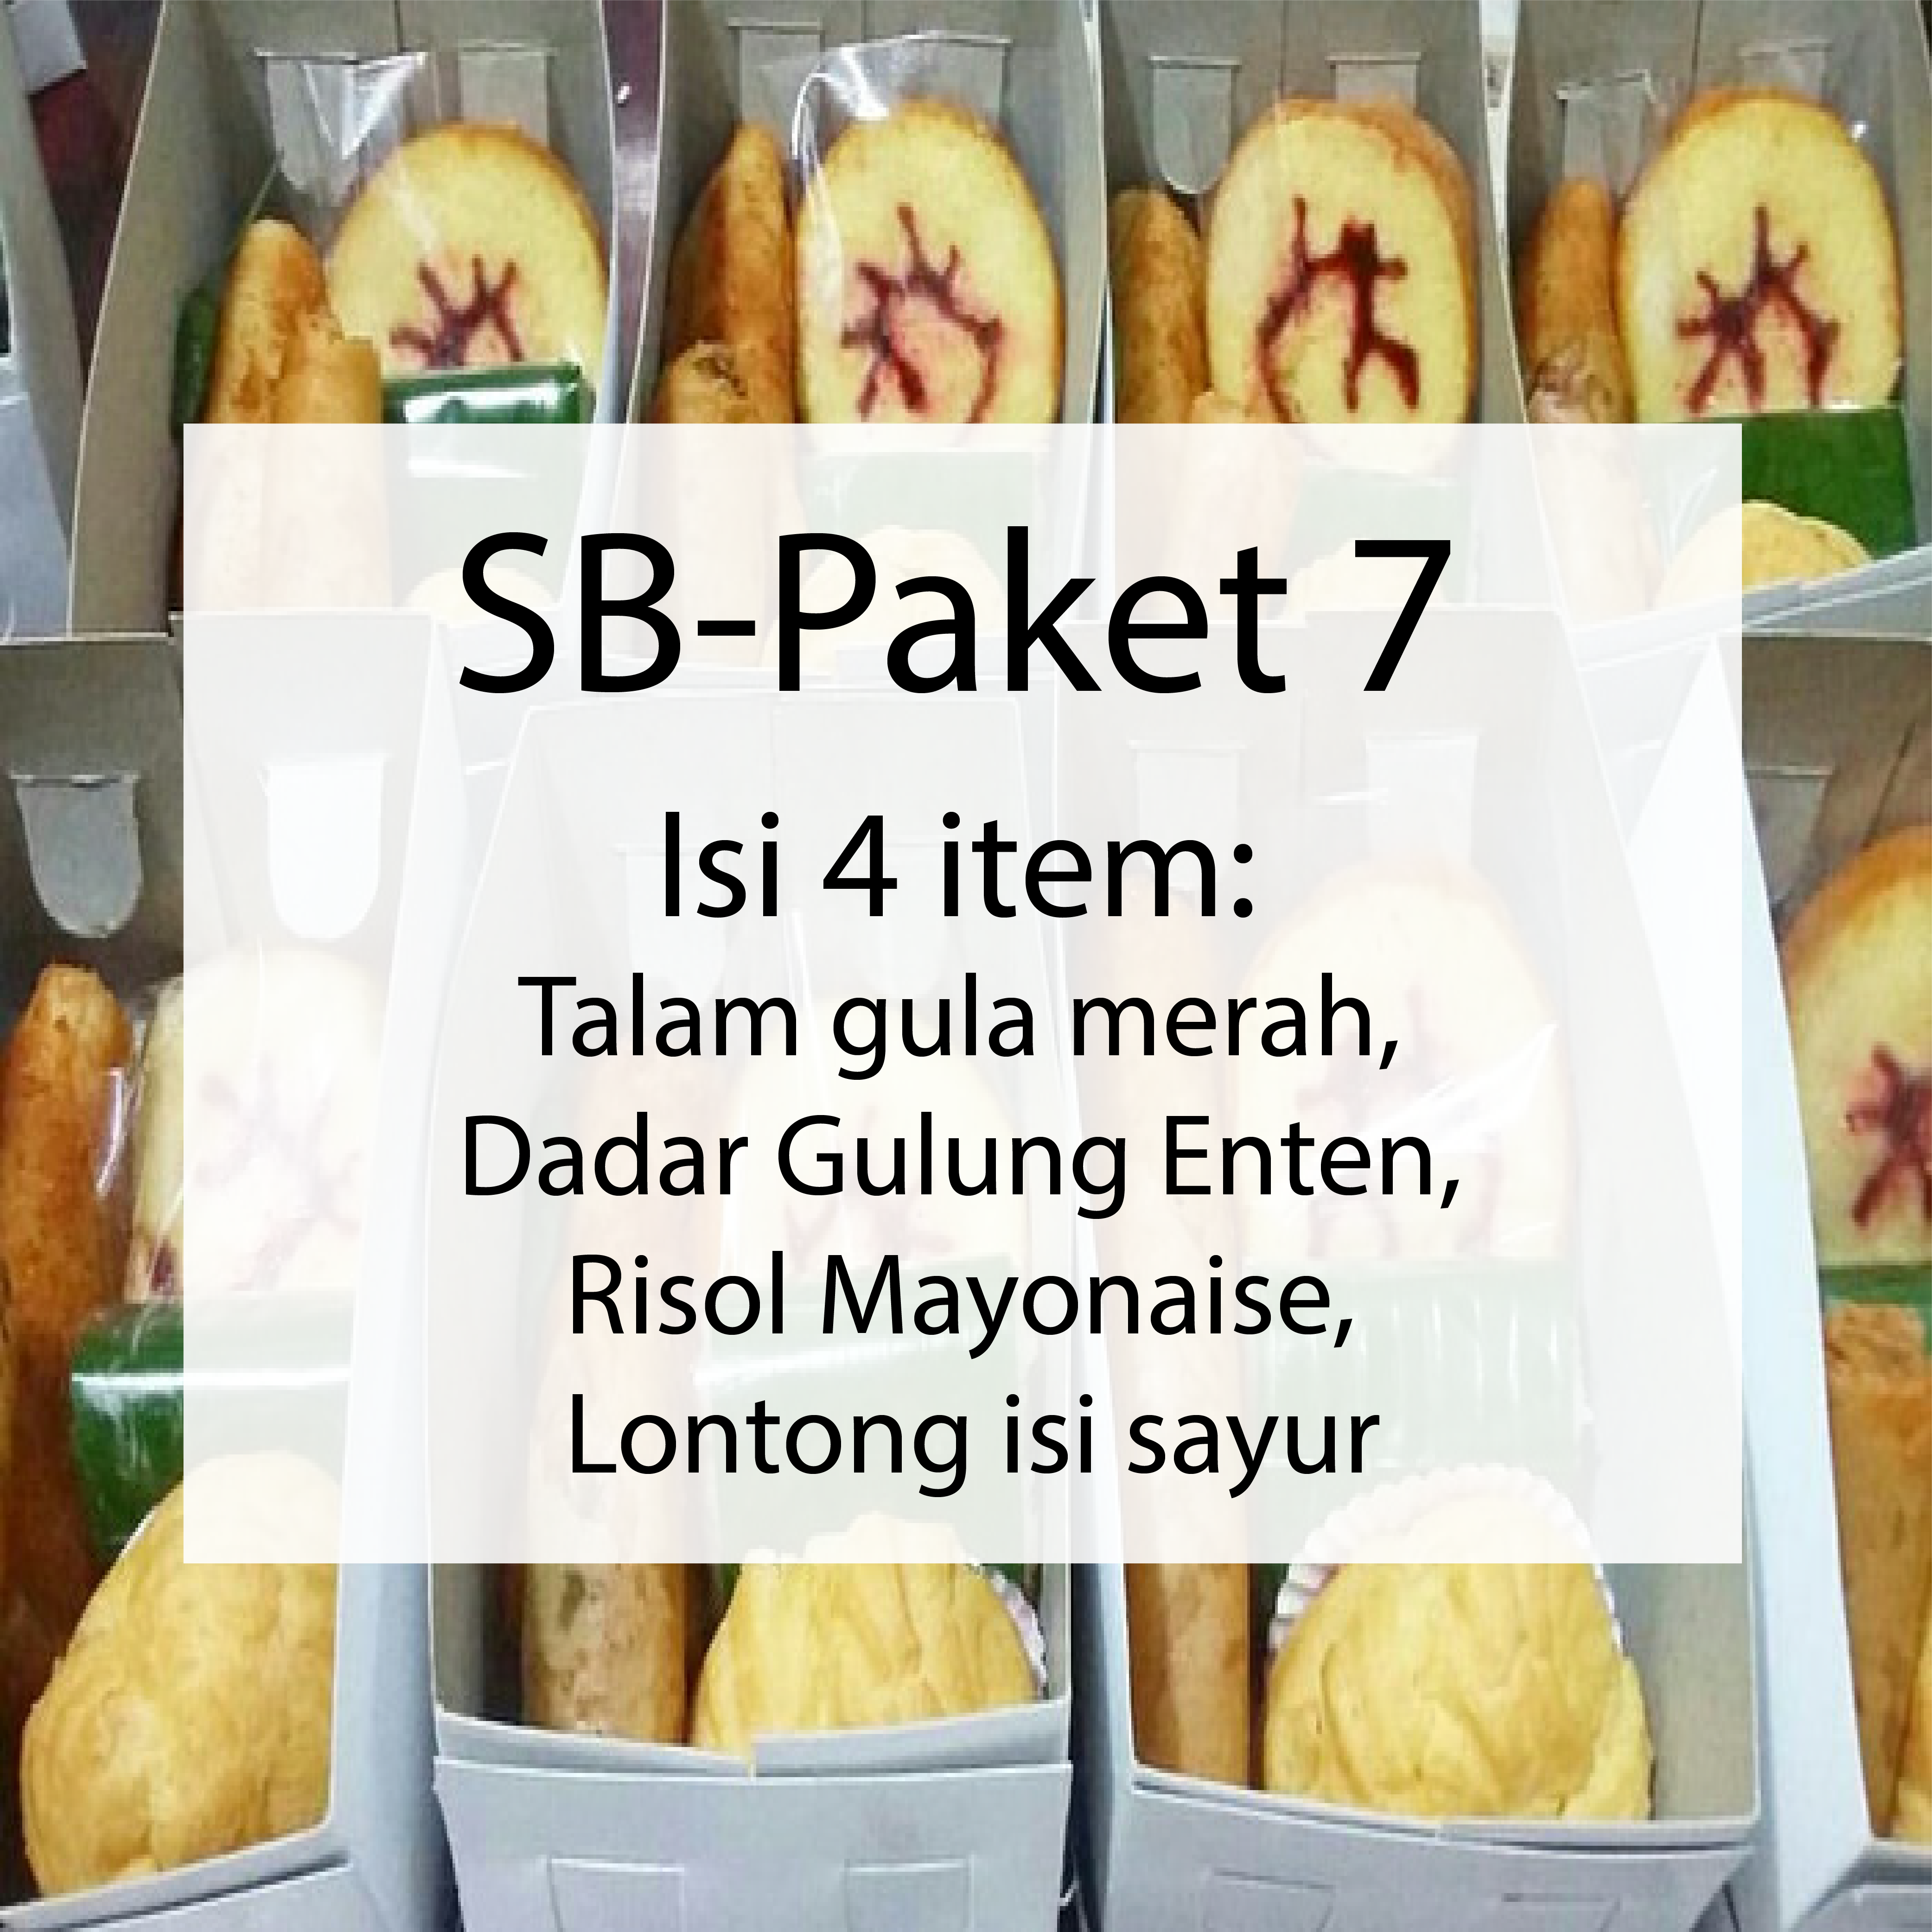 SB-Paket 7
Isi 4 item:
Talam gula merah,
Dadar Gulung Enten,
Risol Mayonaise,
Lontong isi sayur